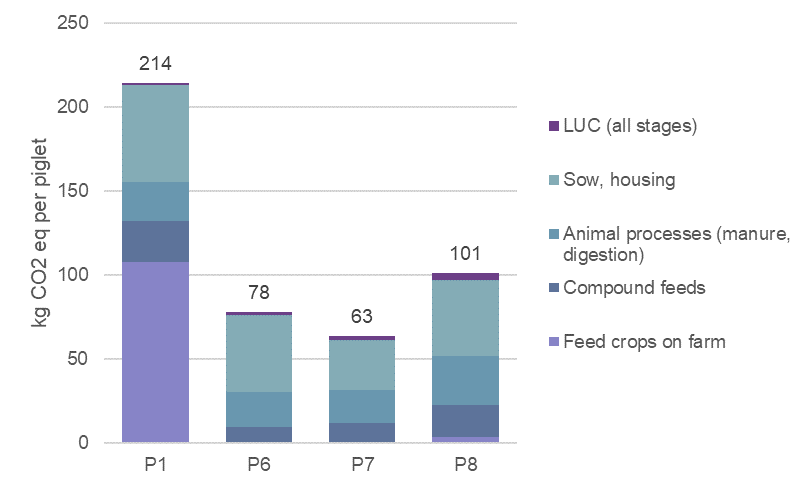 kg CO2 eq per piglet
250
200
150
100
50
0
214
78
63
101
P1
P6
P7
P8
LUC (all stages)
Sow, housing
Animal processes (manure,
digestion)
Compound feeds
Feed crops on farm